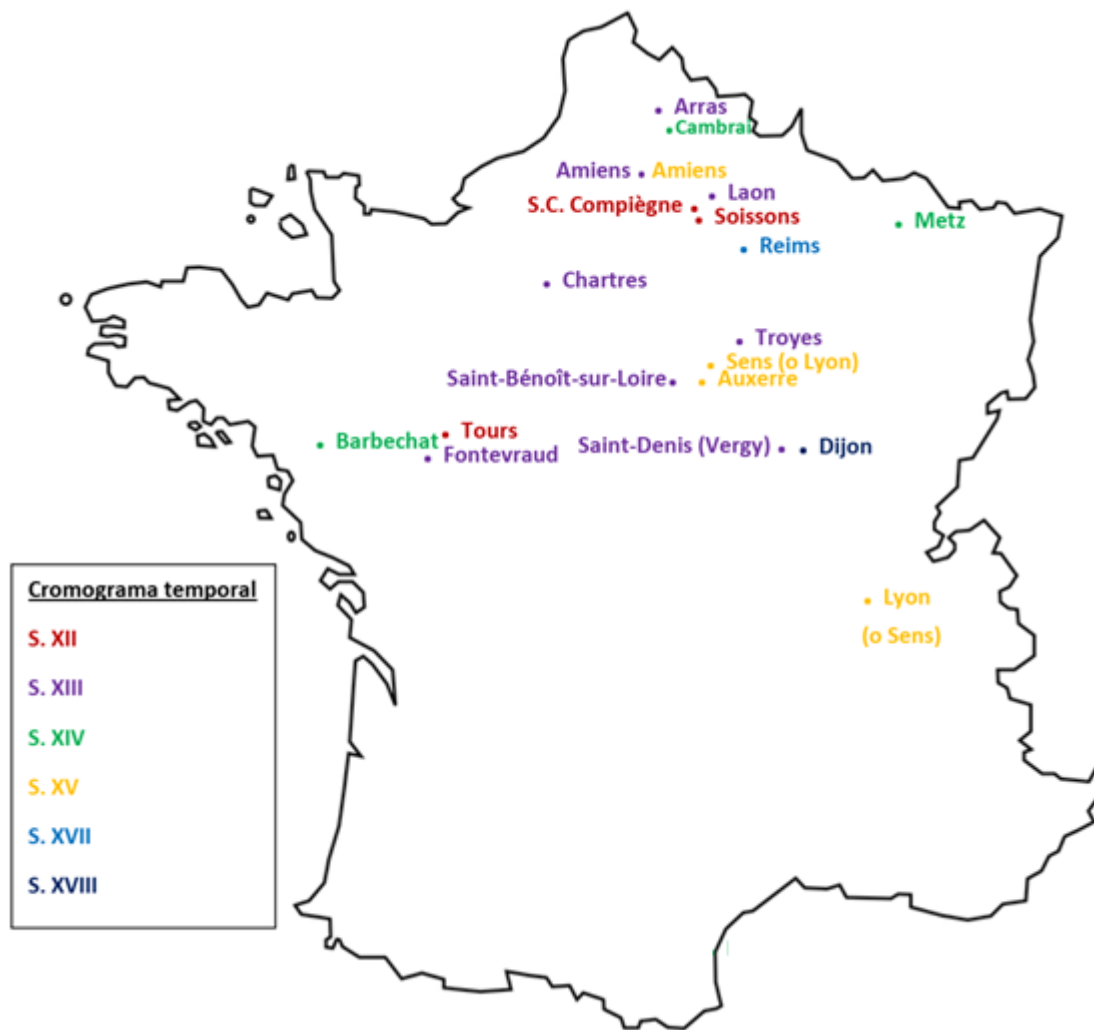 Arras
Cambrai
Amiens Amiens
Laon
S.C. Compiègne
Soissons
Metz
Reims
Chartres
Troyes
Sens (o Lyon)
Saint-Bénoît-sur-Loire Auxerre
Tours
Barbechat
Fontevraud Saint-Denis (Vergy) Dijon
Lyon
(o Sens)
Cromograma temporal
S. XII
S. XIII
S. XIV
S. XV
S. XVII
S. XVIII